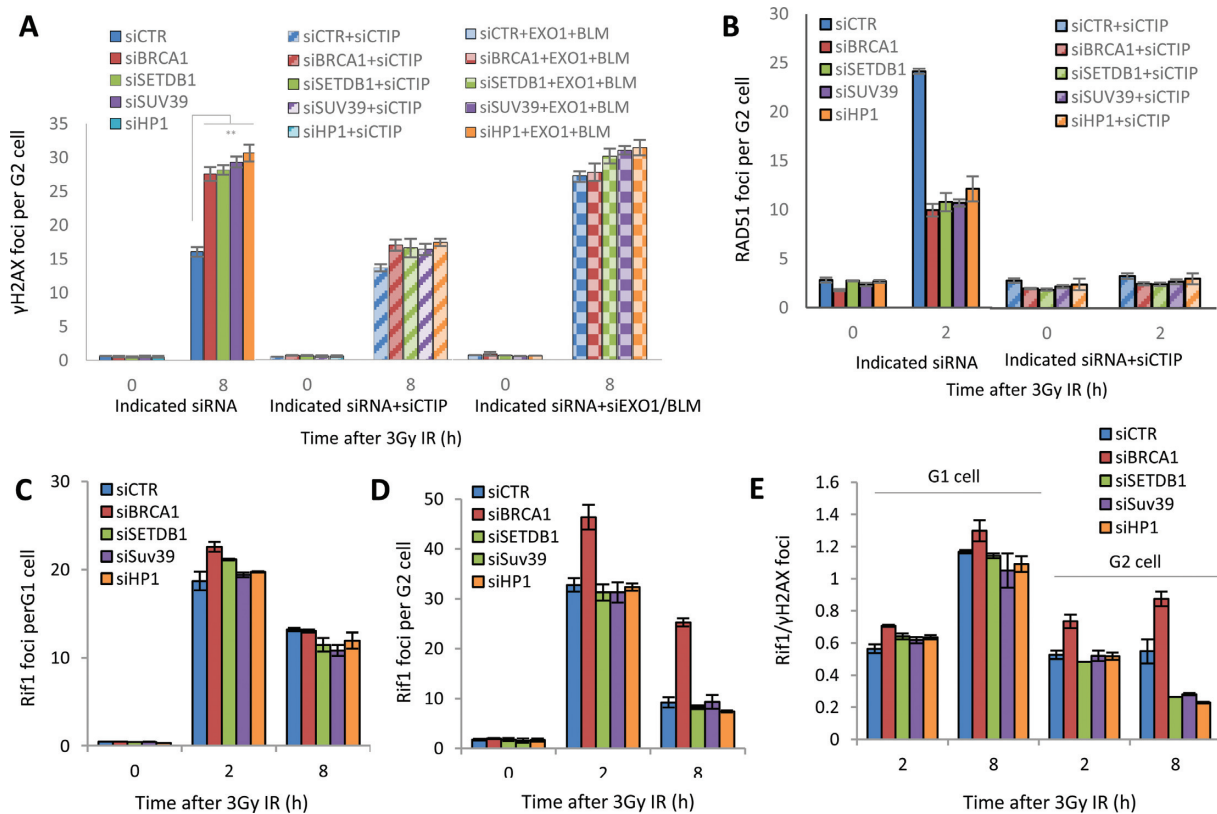 A
siCTR
siBRCA1
siSETDB1
siSUV39
siHP1
siCTR+siCTIP
siBRCA1+siCTIP
siSETDB1+siCTIP
siSUV39+siCTIP
siHP1+siCTIP
siCTR+EXO1+BLM
siBRCA1+EXO1+BLM
siSETDB1+EXO1+BLM
siSUV39+EXO1+BLM
siHP1+EXO1+BLM
γH2AX foci per G2 cell
35
30
25
20
15
10
5
0
**
0 8 0 8 0 8
Indicated siRNA Indicated siRNA+siCTIP Indicated siRNA+siEXO1/BLM
Time after 3Gy IR (h)
B
siCTR
siBRCA1
siSETDB1
siSUV39
siHP1
siCTR+siCTIP
siBRCA1+siCTIP
siSETDB1+siCTIP
siSUV39+siCTIP
siHP1+siCTIP
RAD51 foci per G2 cell
30
25
20
15
10
5
0
0 2 0 2
Indicated siRNA Indicated siRNA+siCTIP
Time after 3Gy IR (h)
C
siCTR
siBRCA1
siSETDB1
siSUV39
siHP1
Rif1 foci perG1 cell
30
20
10
0
0 2 8
Time after 3Gy IR (h)
D
siCTR
siBRCA1
siSETDB1
siSuv39
siHP1
Rif1 foci per G2 cell
50
40
30
20
10
0
0 2 8
Time after 3Gy IR (h)
E
siCTR
siBRCA1
siSETDB1
siSuv39
siHP1
G1 cell
G2 cell
Rif1/γH2AX foci
1.6
1.4
1.2
1
0.8
0.6
0.4
0.2
0
2 8 2 8
Time after 3Gy IR (h)